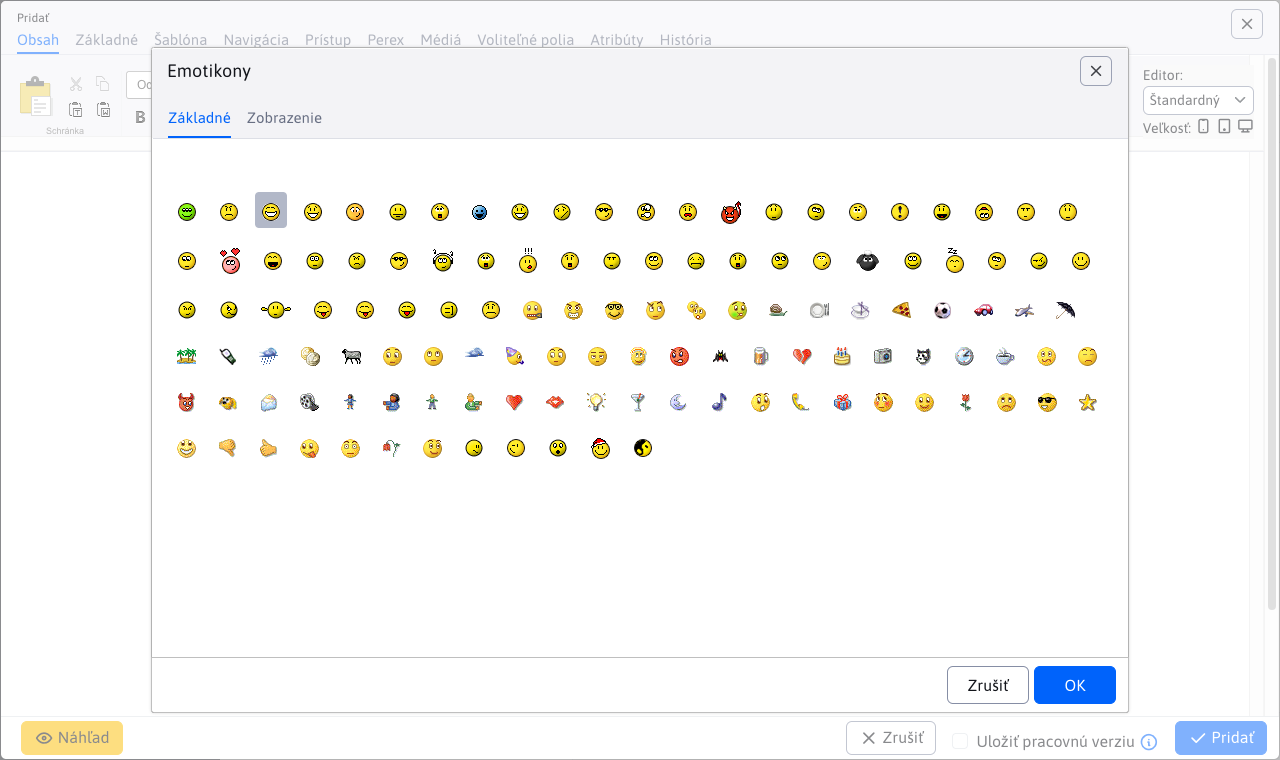 Pridať
Obsah Základné Šablóna Navigácia Prístup Perex Médiá Voliteľné polia Atribúty História
Emotikony
Základné Zobrazenie
Schránka
B
Editor:
Štandardný
Veľkosť:
Zrušiť OK
Náhľad Zrušiť Uložiť pracovnú verziu Pridať